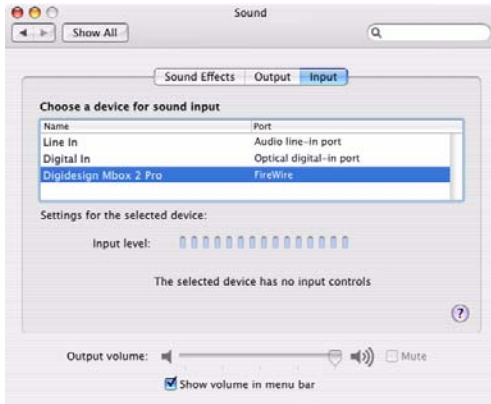 Sound
Show All
Sound Effects Output Input
Choose a device for sound input
Name Port
Line In Audio line-in port
Digital In Optical digital-in port
Digidesign Mbox 2 Pro FireWire
Settings for the selected device:
Input level:
The selected device has no input controls
?
Output volume: Mute
Show volume in menu bar